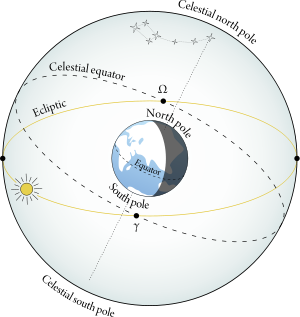 Celestial north pole
Celestial equator
Ω
Ecliptic
North pole
Equator
South pole
γ
Celestial south pole